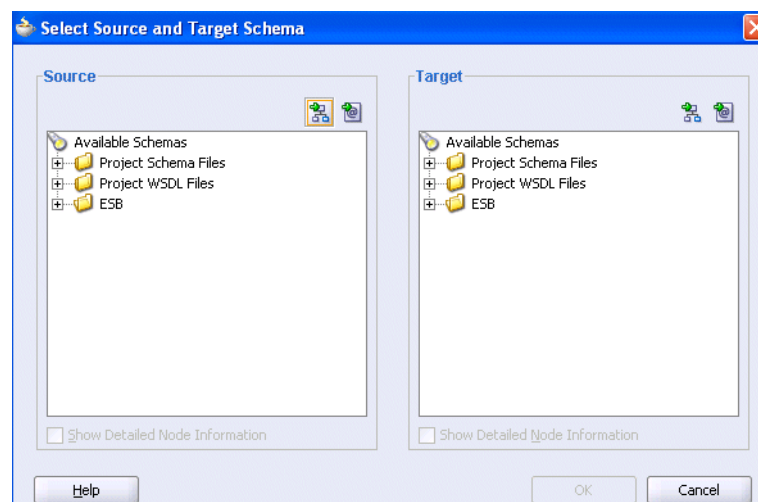 Select Source and Target Schema
Source
Available Schemas
Project Schema Files
Project WSDL Files
ESB
Show Detailed Node Information
Target
Available Schemas
Project Schema Files
Project WSDL Files
ESB
Show Detailed Node Information
Help
OK
Cancel